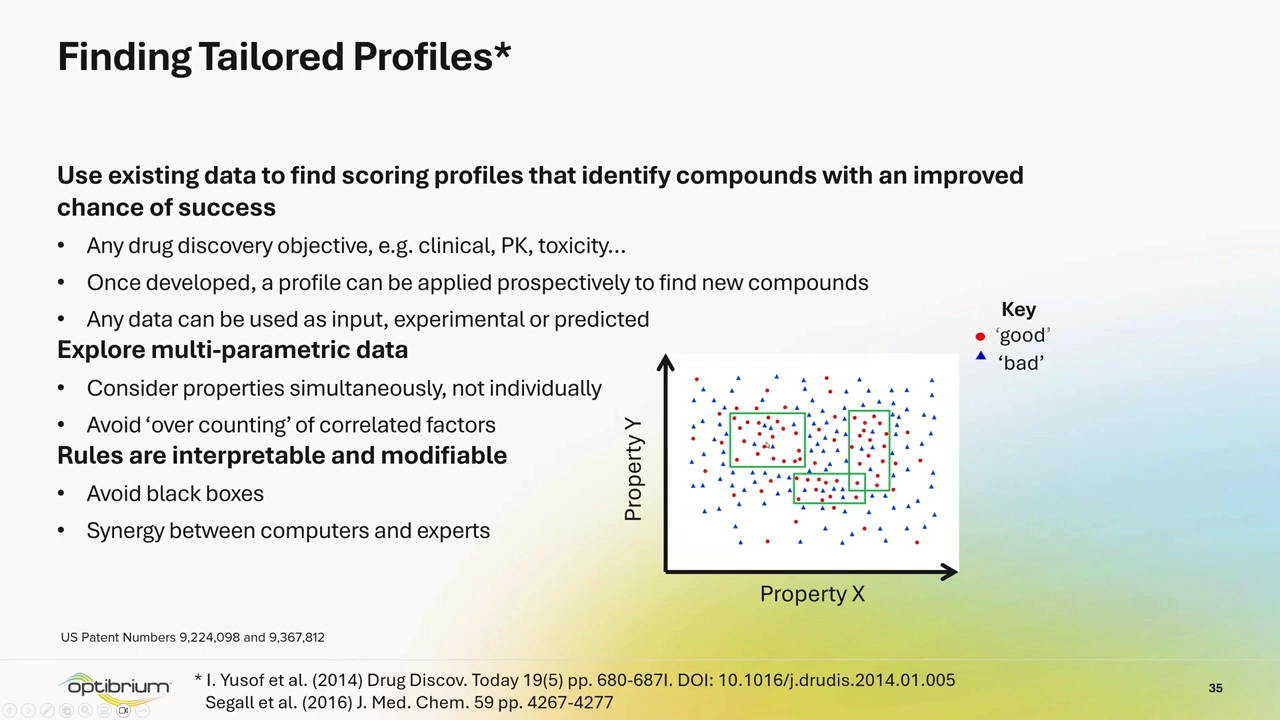 Finding Tailored Profiles*
Use existing data to find scoring profiles that identify compounds with an improved
chance of success
• Any drug discovery objective, e.g. clinical, PK, toxicity...
• Once developed, a profile can be applied prospectively to find new compounds
• Any data can be used as input, experimental or predicted
Explore multi-parametric data
• Consider properties simultaneously, not individually
• Avoid ‘over counting’ of correlated factors
Rules are interpretable and modifiable
• Avoid black boxes
• Synergy between computers and experts
Key
‘good’
‘bad’
Property Y
Property X
US Patent Numbers 9,224,098 and 9,367,812
optibrium
* I. Yusof et al. (2014) Drug Discov. Today 19(5) pp. 680-687I. DOI: 10.1016/j.drudis.2014.01.005
Segall et al. (2016) J. Med. Chem. 59 pp. 4267-4277
35